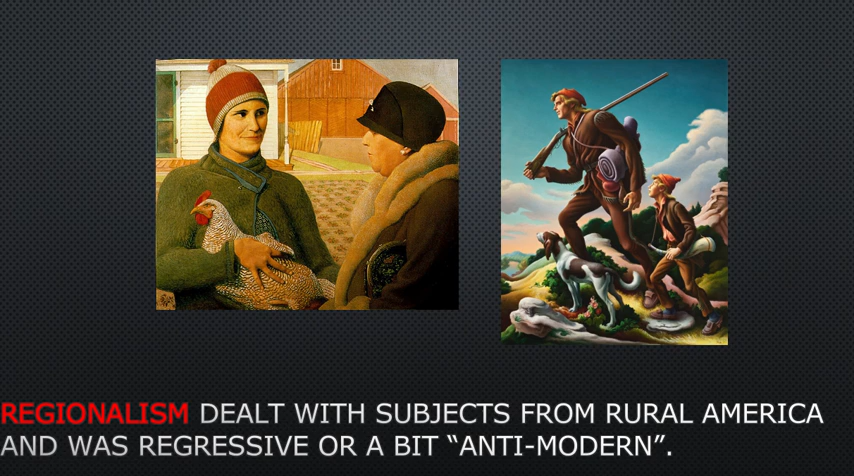 REGIONALISM DEALT WITH SUBJECTS FROM RURAL AMERICA
AND WAS REGRESSIVE OR A BIT “ANTI-MODERN”.